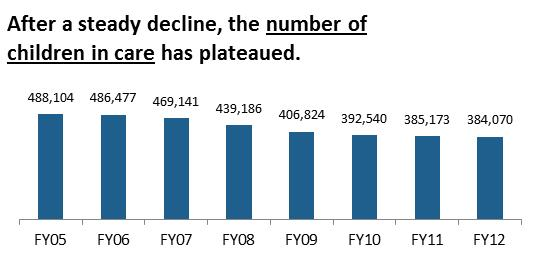 After a steady decline, the number of
children in care has plateaued.
488,104 486,477 469,141 439,186 406,824 392,540 385,173 384,070
FY05 FY06 FY07 FY08 FY09 FY10 FY11 FY12